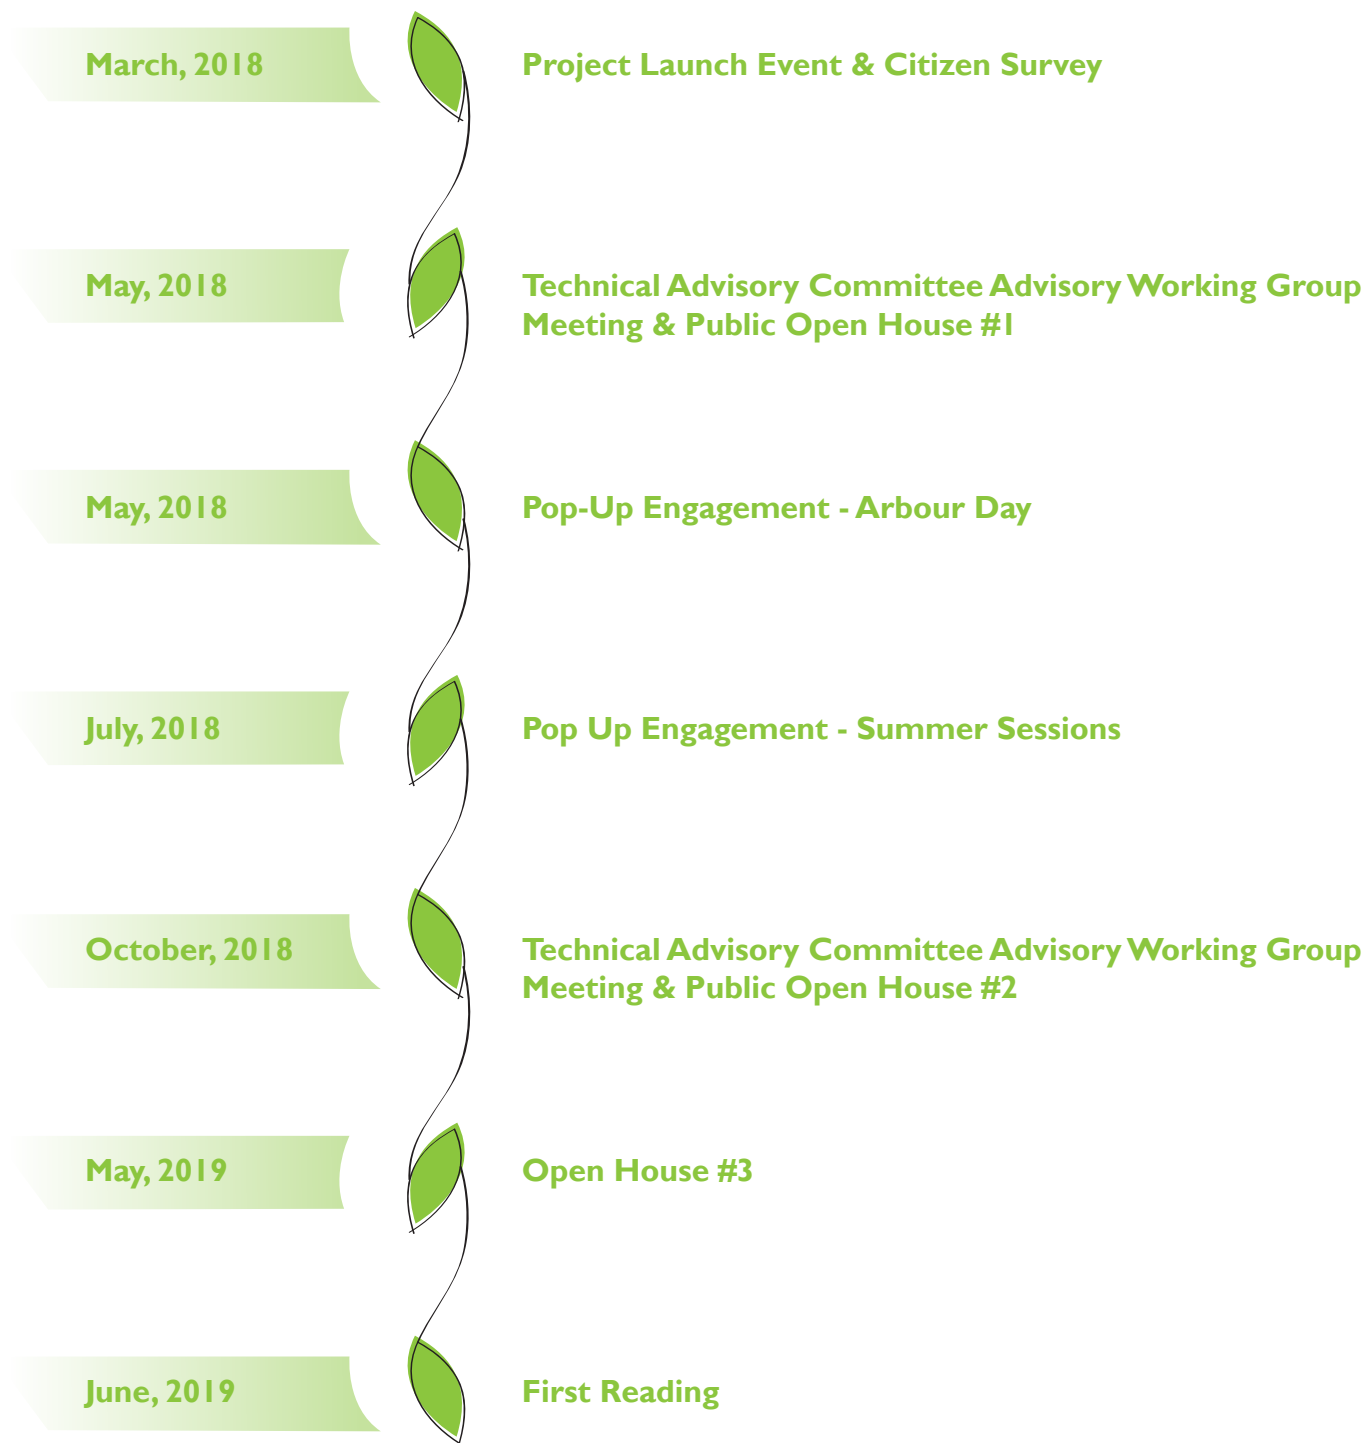 March, 2018
Project Launch Event & Citizen Survey
May, 2018
Technical Advisory Committee Advisory Working Group
Meeting & Public Open House #1
May, 2018
Pop-Up Engagement - Arbour Day
July, 2018
Pop Up Engagement - Summer Sessions
October, 2018
Technical Advisory Committee Advisory Working Group
Meeting & Public Open House #2
May, 2019
Open House #3
June, 2019
First Reading